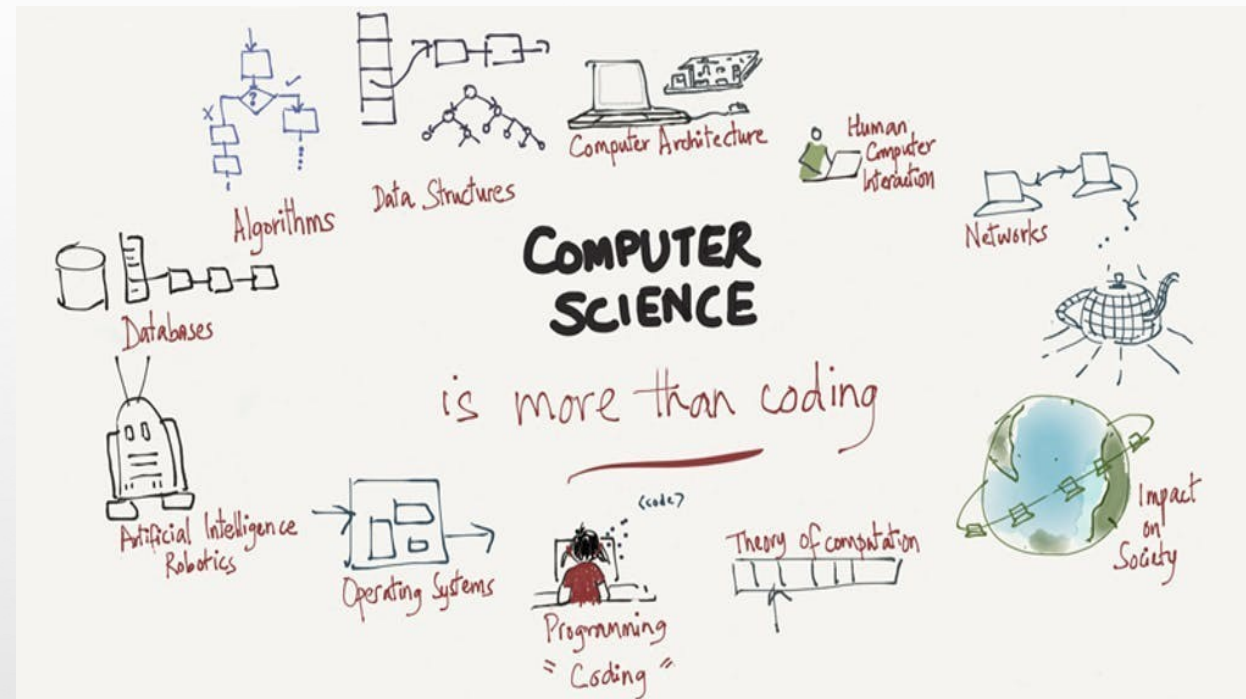 ?
x
✓
Algorithms
Data Structures
Computer Architecture
Human
Computer
Interaction
Networks
Databases
COMPUTER
SCIENCE
is more than coding
Artificial Intelligence
Robotics
Operating Systems
<code>
Programming
" Coding "
Theory of computation
Impact
on
Society